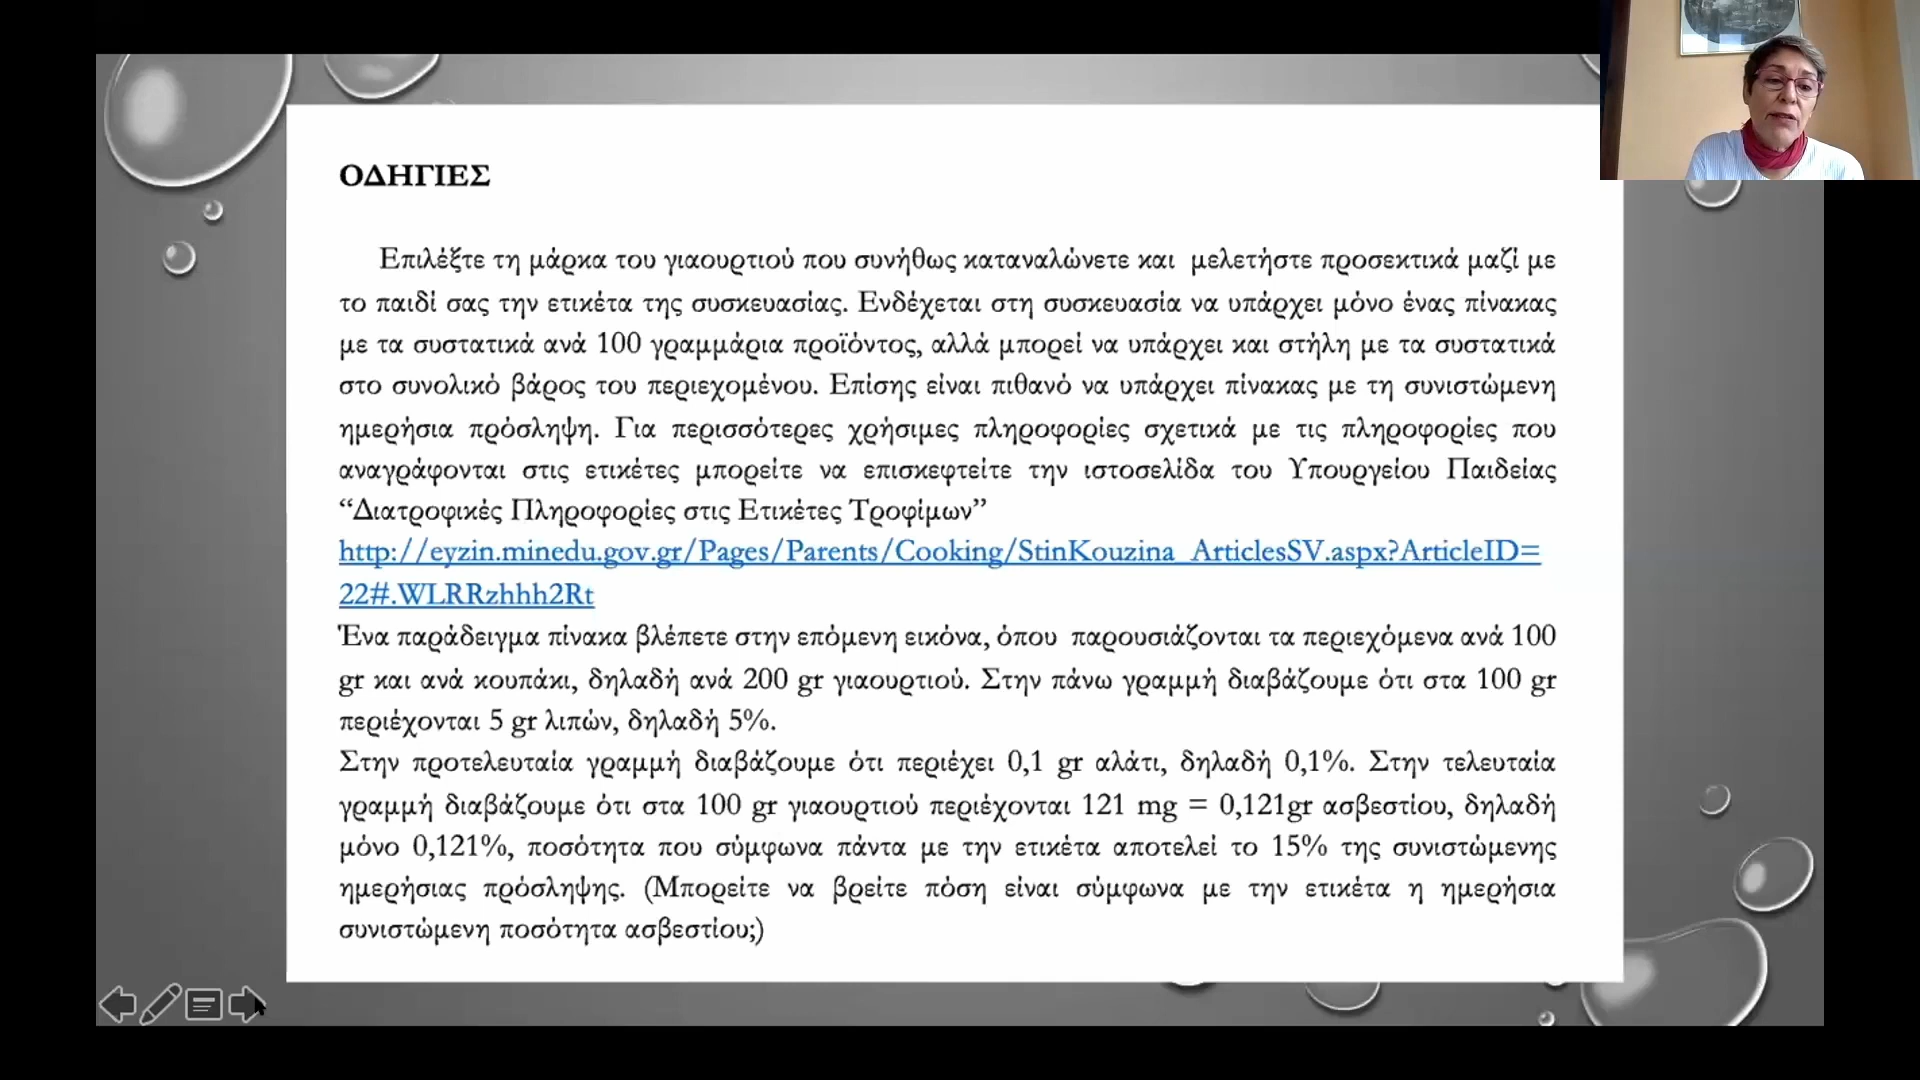 ΟΔΗΓΙΕΣ
Επιλέξτε τη μάρκα του γιαουρτιού που συνήθως καταναλώνετε και μελετήστε προσεκτικά μαζί με
το παιδί σας την ετικέτα της συσκευασίας. Ενδέχεται στη συσκευασία να υπάρχει μόνο ένας πίνακας
με τα συστατικά ανά 100 γραμμάρια προϊόντος, αλλά μπορεί να υπάρχει και στήλη με τα συστατικά
στο συνολικό βάρος του περιεχομένου. Επίσης είναι πιθανό να υπάρχει πίνακας με τη συνιστώμενη
ημερήσια πρόσληψη. Για περισσότερες χρήσιμες πληροφορίες σχετικά με τις πληροφορίες που
αναγράφονται στις ετικέτες μπορείτε να επισκεφτείτε την ιστοσελίδα του Υπουργείου Παιδείας
“Διατροφικές Πληροφορίες στις Ετικέτες Τροφίμων”
http://eyzin.minedu.gov.gr/Pages/Parents/Cooking/StinKouzina_ArticlesSV.aspx?ArticleID=
22#.WLRRzhhh2Rt
Ένα παράδειγμα πίνακα βλέπετε στην επόμενη εικόνα, όπου παρουσιάζονται τα περιεχόμενα ανά 100
gr και ανά κουπάκι, δηλαδή ανά 200 gr γιαουρτιού. Στην πάνω γραμμή διαβάζουμε ότι στα 100 gr
περιέχονται 5 gr λιπών, δηλαδή 5%.
Στην προτελευταία γραμμή διαβάζουμε ότι περιέχει 0,1 gr αλάτι, δηλαδή 0,1%. Στην τελευταία
γραμμή διαβάζουμε ότι στα 100 gr γιαουρτιού περιέχονται 121 mg = 0,121gr ασβεστίου, δηλαδή
μόνο 0,121%, ποσότητα που σύμφωνα πάντα με την ετικέτα αποτελεί το 15% της συνιστώμενης
ημερήσιας πρόσληψης. (Μπορείτε να βρείτε πόση είναι σύμφωνα με την ετικέτα η ημερήσια
συνιστώμενη ποσότητα ασβεστίου;)